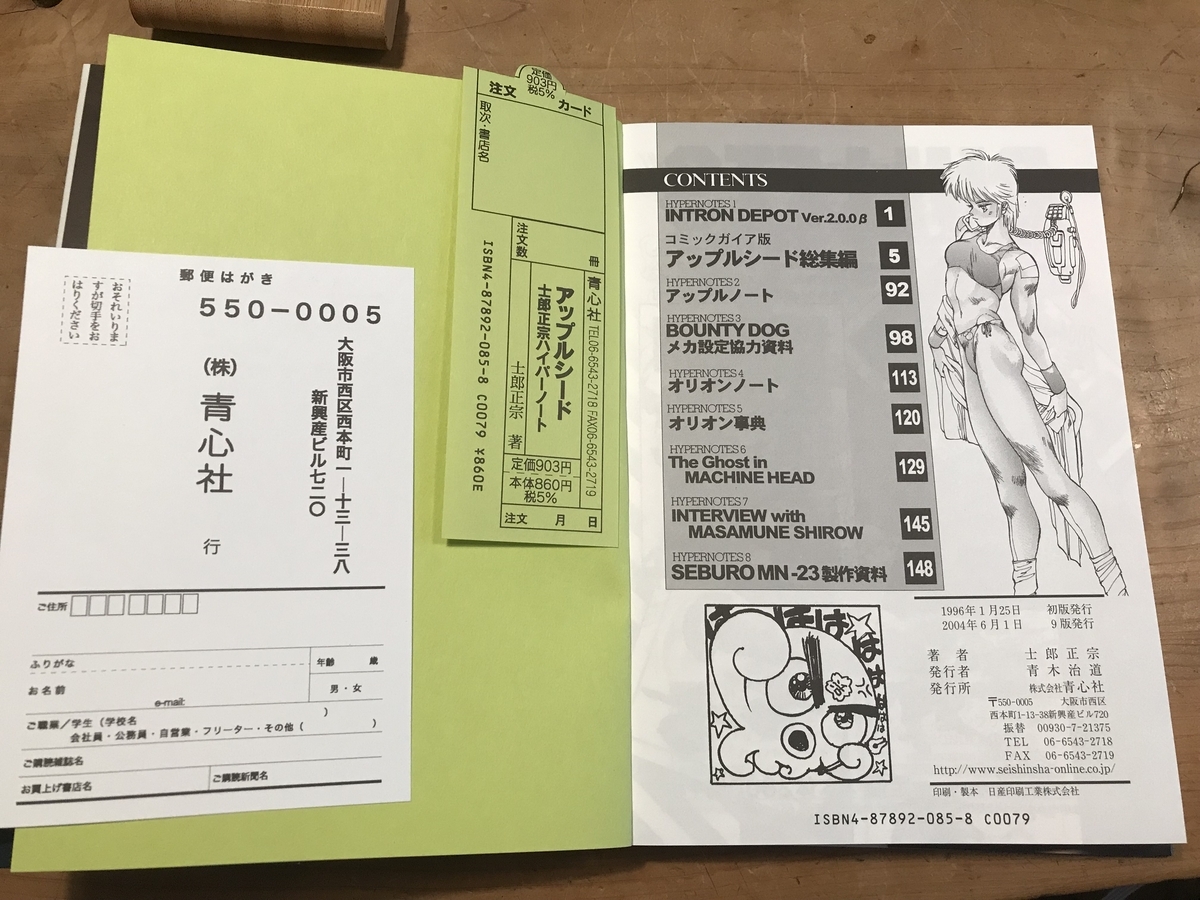 郵便はがき
550-0005
おそれいりま
すが切手をお
はりください
大阪市西区西本町一―十三―三八
新興産ビル七二〇
(株)青心社 行
ご住所
ふりがな
お名前
年齢 歳
男・女
e-mail:
ご職業/学生(学校名 )
会社員・公務員・自営業・フリーター・その他( )
ご購読雑誌名
お買上げ書店名
ご購読新聞名
定価
903円
税5%
注文 カード
取次・書店名
注文数 冊
青心社 TEL06-6543-2718 FAX06-6543-2719
アップルシード
士郎正宗ハイパーノート
士郎正宗 著
定価903円
本体860円
税5%
注文 月 日
ISBN4-87892-085-8 C0079 ¥860E
CONTENTS
HYPERNOTES 1
INTRON DEPOT Ver.2.0.0β 1
コミックガイア版
アップルシード総集編 5
HYPERNOTES 2
アップルノート 92
HYPERNOTES 3
BOUNTY DOG
メカ設定協力資料 98
HYPERNOTES 4
オリオンノート 113
HYPERNOTES 5
オリオン事典 120
HYPERNOTES 6
The Ghost in
MACHINE HEAD 129
HYPERNOTES 7
INTERVIEW with
MASAMUNE SHIROW 145
HYPERNOTES 8
SEBURO MN-23製作資料 148
1996年1月25日 初版発行
2004年6月1日 9版発行
著者 士郎正宗
発行者 青木治道
発行所 株式会社青心社
〒550-0005 大阪市西区
西本町1-13-38新興産ビル720
振替 00930-7-21375
TEL 06-6543-2718
FAX 06-6543-2719
http://www.seishinsha-online.co.jp/
印刷・製本 日産印刷工業株式会社
ISBN4-87892-085-8 C0079